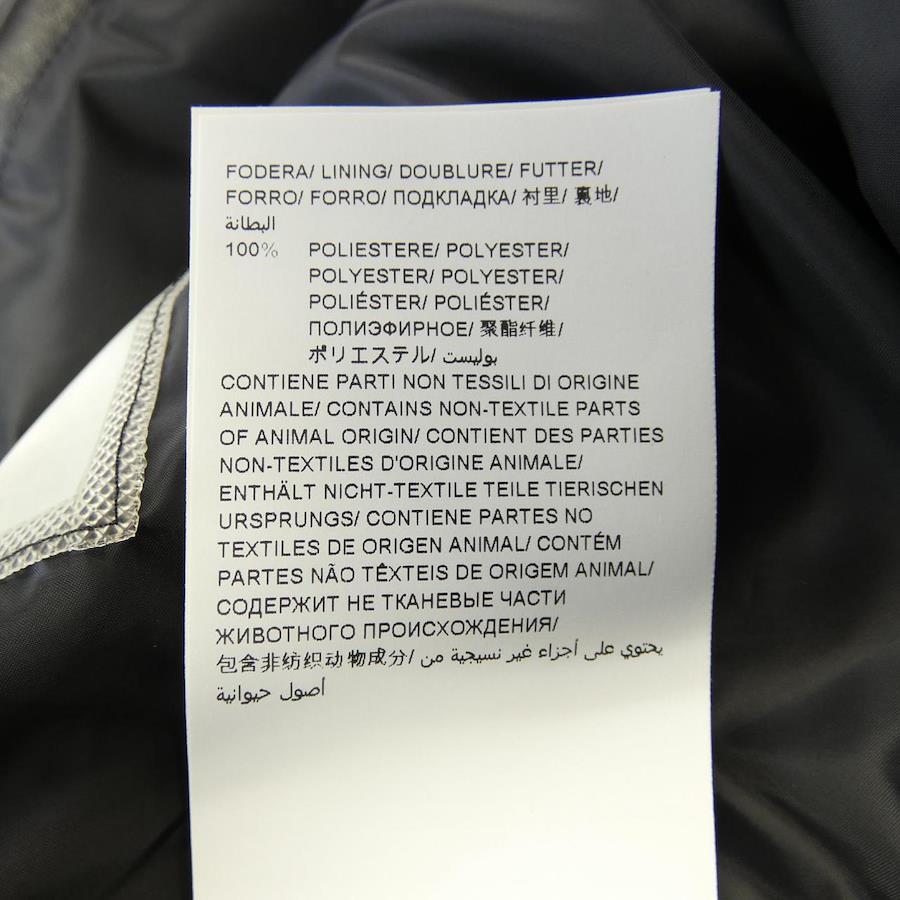 FODERA/ LINING/ DOUBLURE/ FUTTER/
FORRO/ FORRO/ ПОДКЛАДКА/ 衬里/ 裏地/
البطانة
100% POLIESTERE/ POLYESTER/
POLYESTER/ POLYESTER/
POLIÉSTER/ POLIÉSTER/
ПОЛИЭФИРНОЕ/ 聚酯纤维/
ポリエステル/ بوليست
CONTIENE PARTI NON TESSILI DI ORIGINE
ANIMALE/ CONTAINS NON-TEXTILE PARTS
OF ANIMAL ORIGIN/ CONTIENT DES PARTIES
NON-TEXTILES D'ORIGINE ANIMALE/
ENTHÄLT NICHT-TEXTILE TEILE TIERISCHEN
URSPRUNGS/ CONTIENE PARTES NO
TEXTILES DE ORIGEN ANIMAL/ CONTÉM
PARTES NÃO TÊXTEIS DE ORIGEM ANIMAL/
СОДЕРЖИТ НЕ ТКАНЕВЫЕ ЧАСТИ
ЖИВОТНОГО ПРОИСХОЖДЕНИЯ/
包含非纺织动物成分/ يحتوي على أجزاء غير نسيجية من
أصول حيوانية